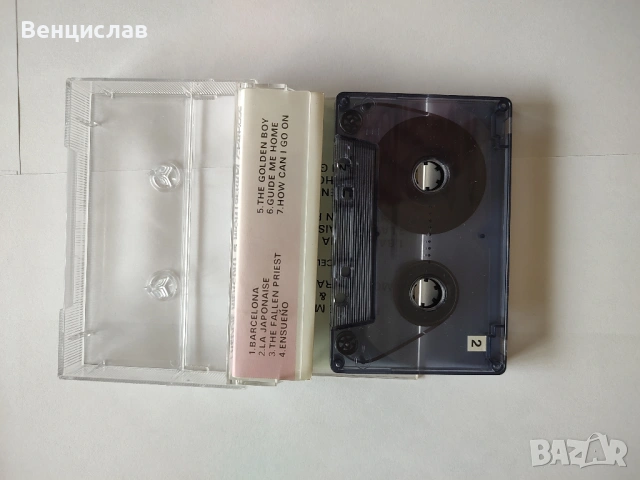 Венцислав
1.BARCELONA
2.LA JAPONAISE
3.THE FALLEN PRIEST
4.ENSUEÑO
5.THE GOLDEN BOY
6.GUIDE ME HOME
7.HOW CAN I GO ON
2
BAZAR